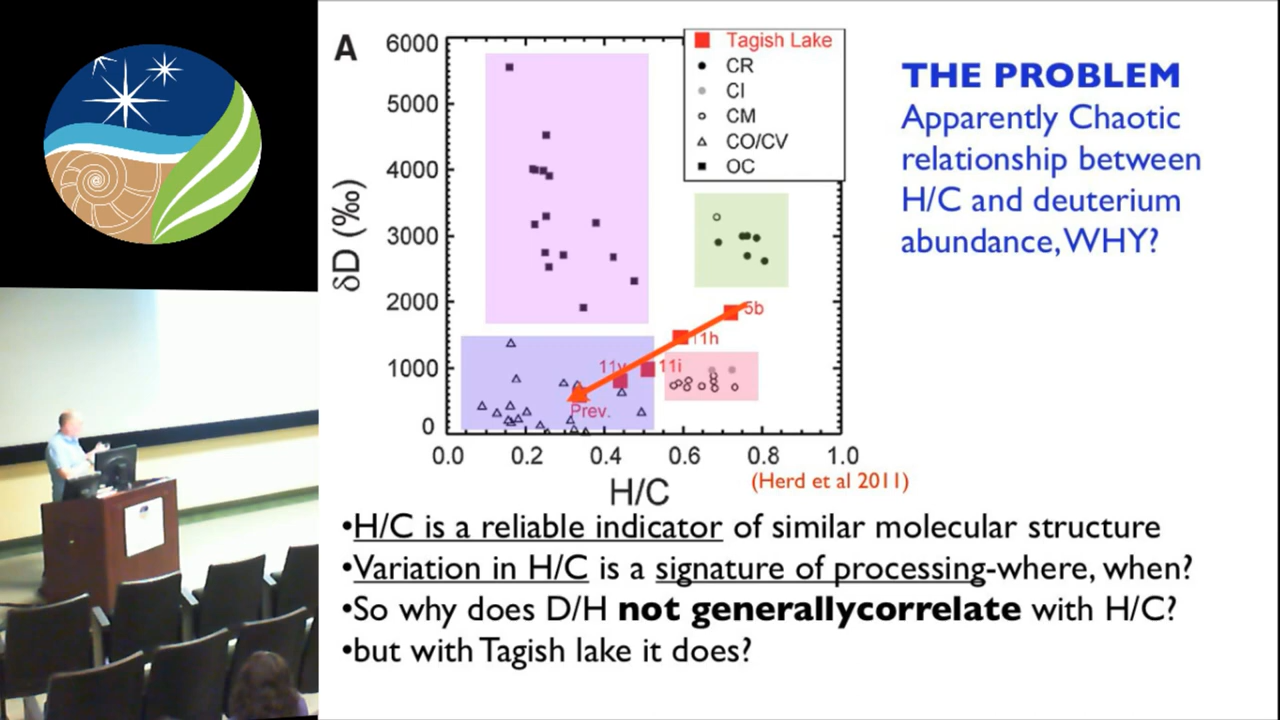 A
6000
5000
4000
3000
2000
1000
0
δD (‰)
0.0 0.2 0.4 0.6 0.8 1.0
H/C
Tagish Lake
CR
CI
CM
CO/CV
OC
5b
11h
11i
11v
Prev.
(Herd et al 2011)
THE PROBLEM
Apparently Chaotic
relationship between
H/C and deuterium
abundance, WHY?
•H/C is a reliable indicator of similar molecular structure
•Variation in H/C is a signature of processing-where, when?
•So why does D/H not generallycorrelate with H/C?
•but with Tagish lake it does?